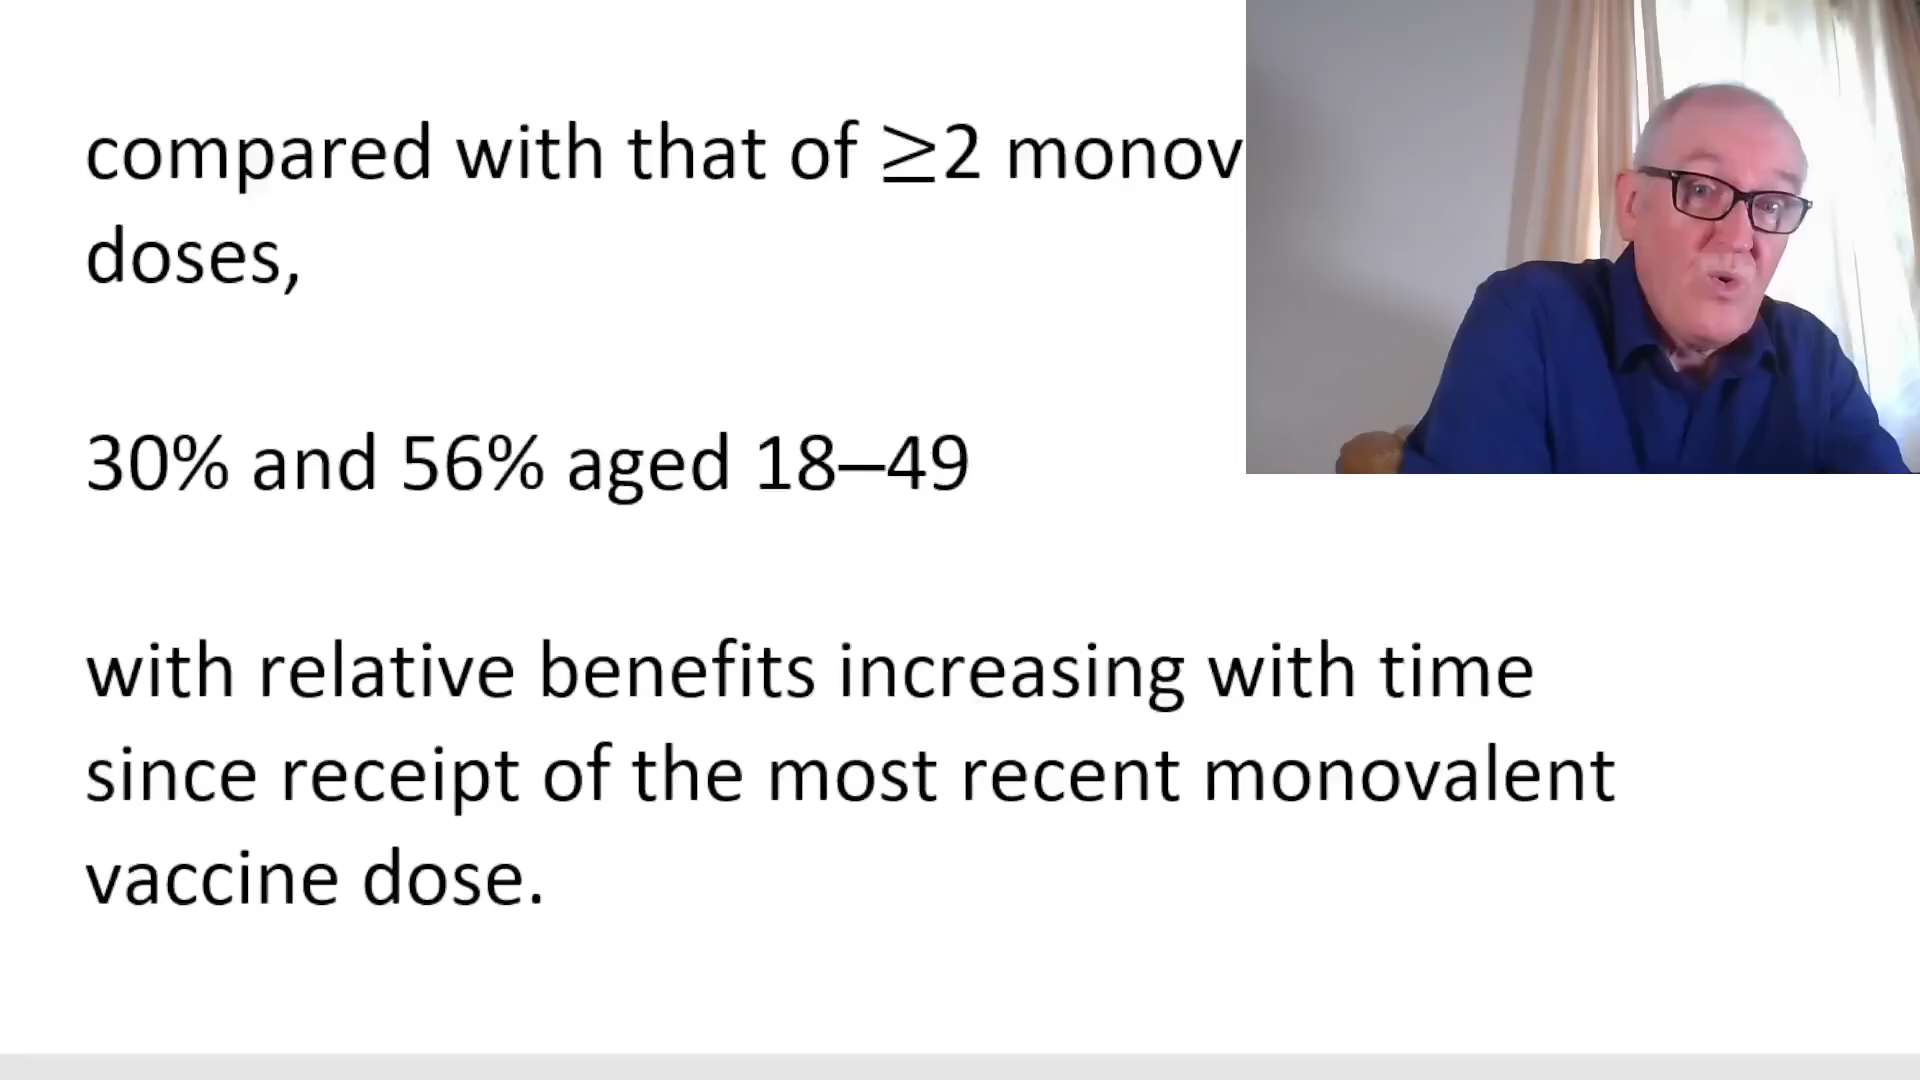 compared with that of ≥2 monov
doses,
30% and 56% aged 18–49
with relative benefits increasing with time
since receipt of the most recent monovalent
vaccine dose.